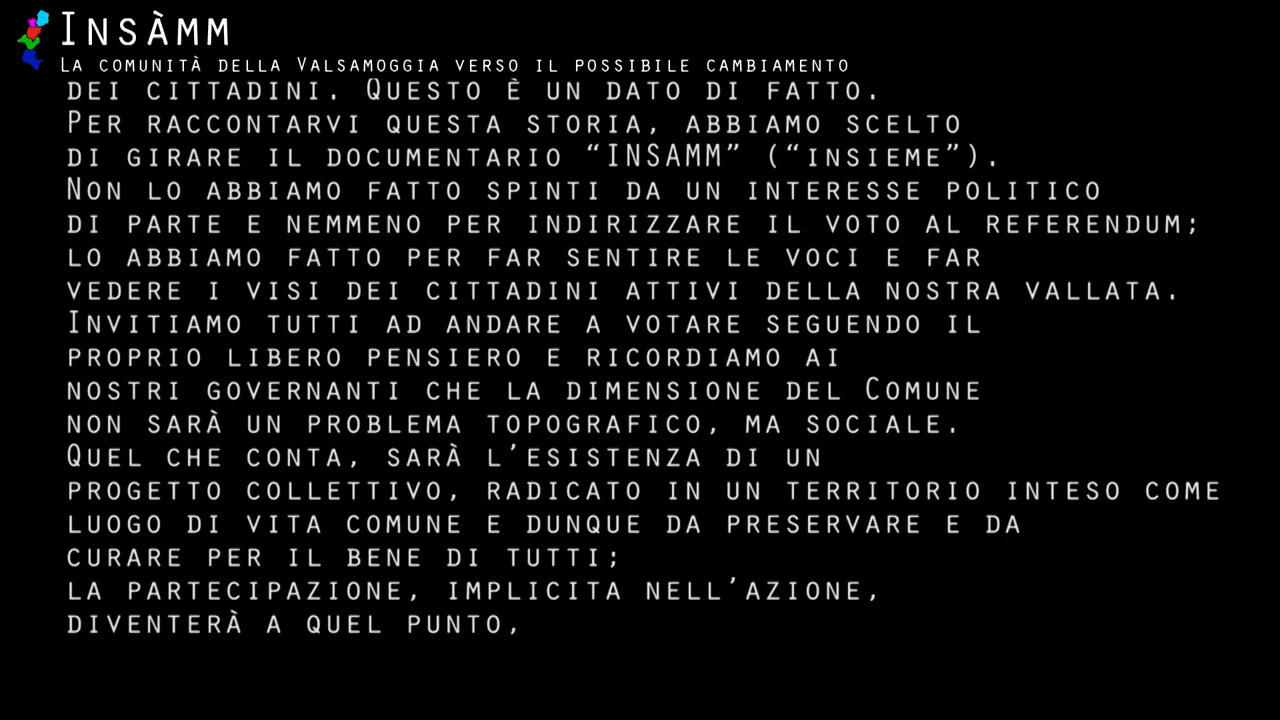 Insàmm
La comunità della Valsamoggia verso il possibile cambiamento
dei cittadini. Questo è un dato di fatto.
Per raccontarvi questa storia, abbiamo scelto
di girare il documentario “INSAMM” (“insieme”).
Non lo abbiamo fatto spinti da un interesse politico
di parte e nemmeno per indirizzare il voto al referendum;
lo abbiamo fatto per far sentire le voci e far
vedere i visi dei cittadini attivi della nostra vallata.
Invitiamo tutti ad andare a votare seguendo il
proprio libero pensiero e ricordiamo ai
nostri governanti che la dimensione del Comune
non sarà un problema topografico, ma sociale.
Quel che conta, sarà l’esistenza di un
progetto collettivo, radicato in un territorio inteso come
luogo di vita comune e dunque da preservare e da
curare per il bene di tutti;
la partecipazione, implicita nell’azione,
diventerà a quel punto,